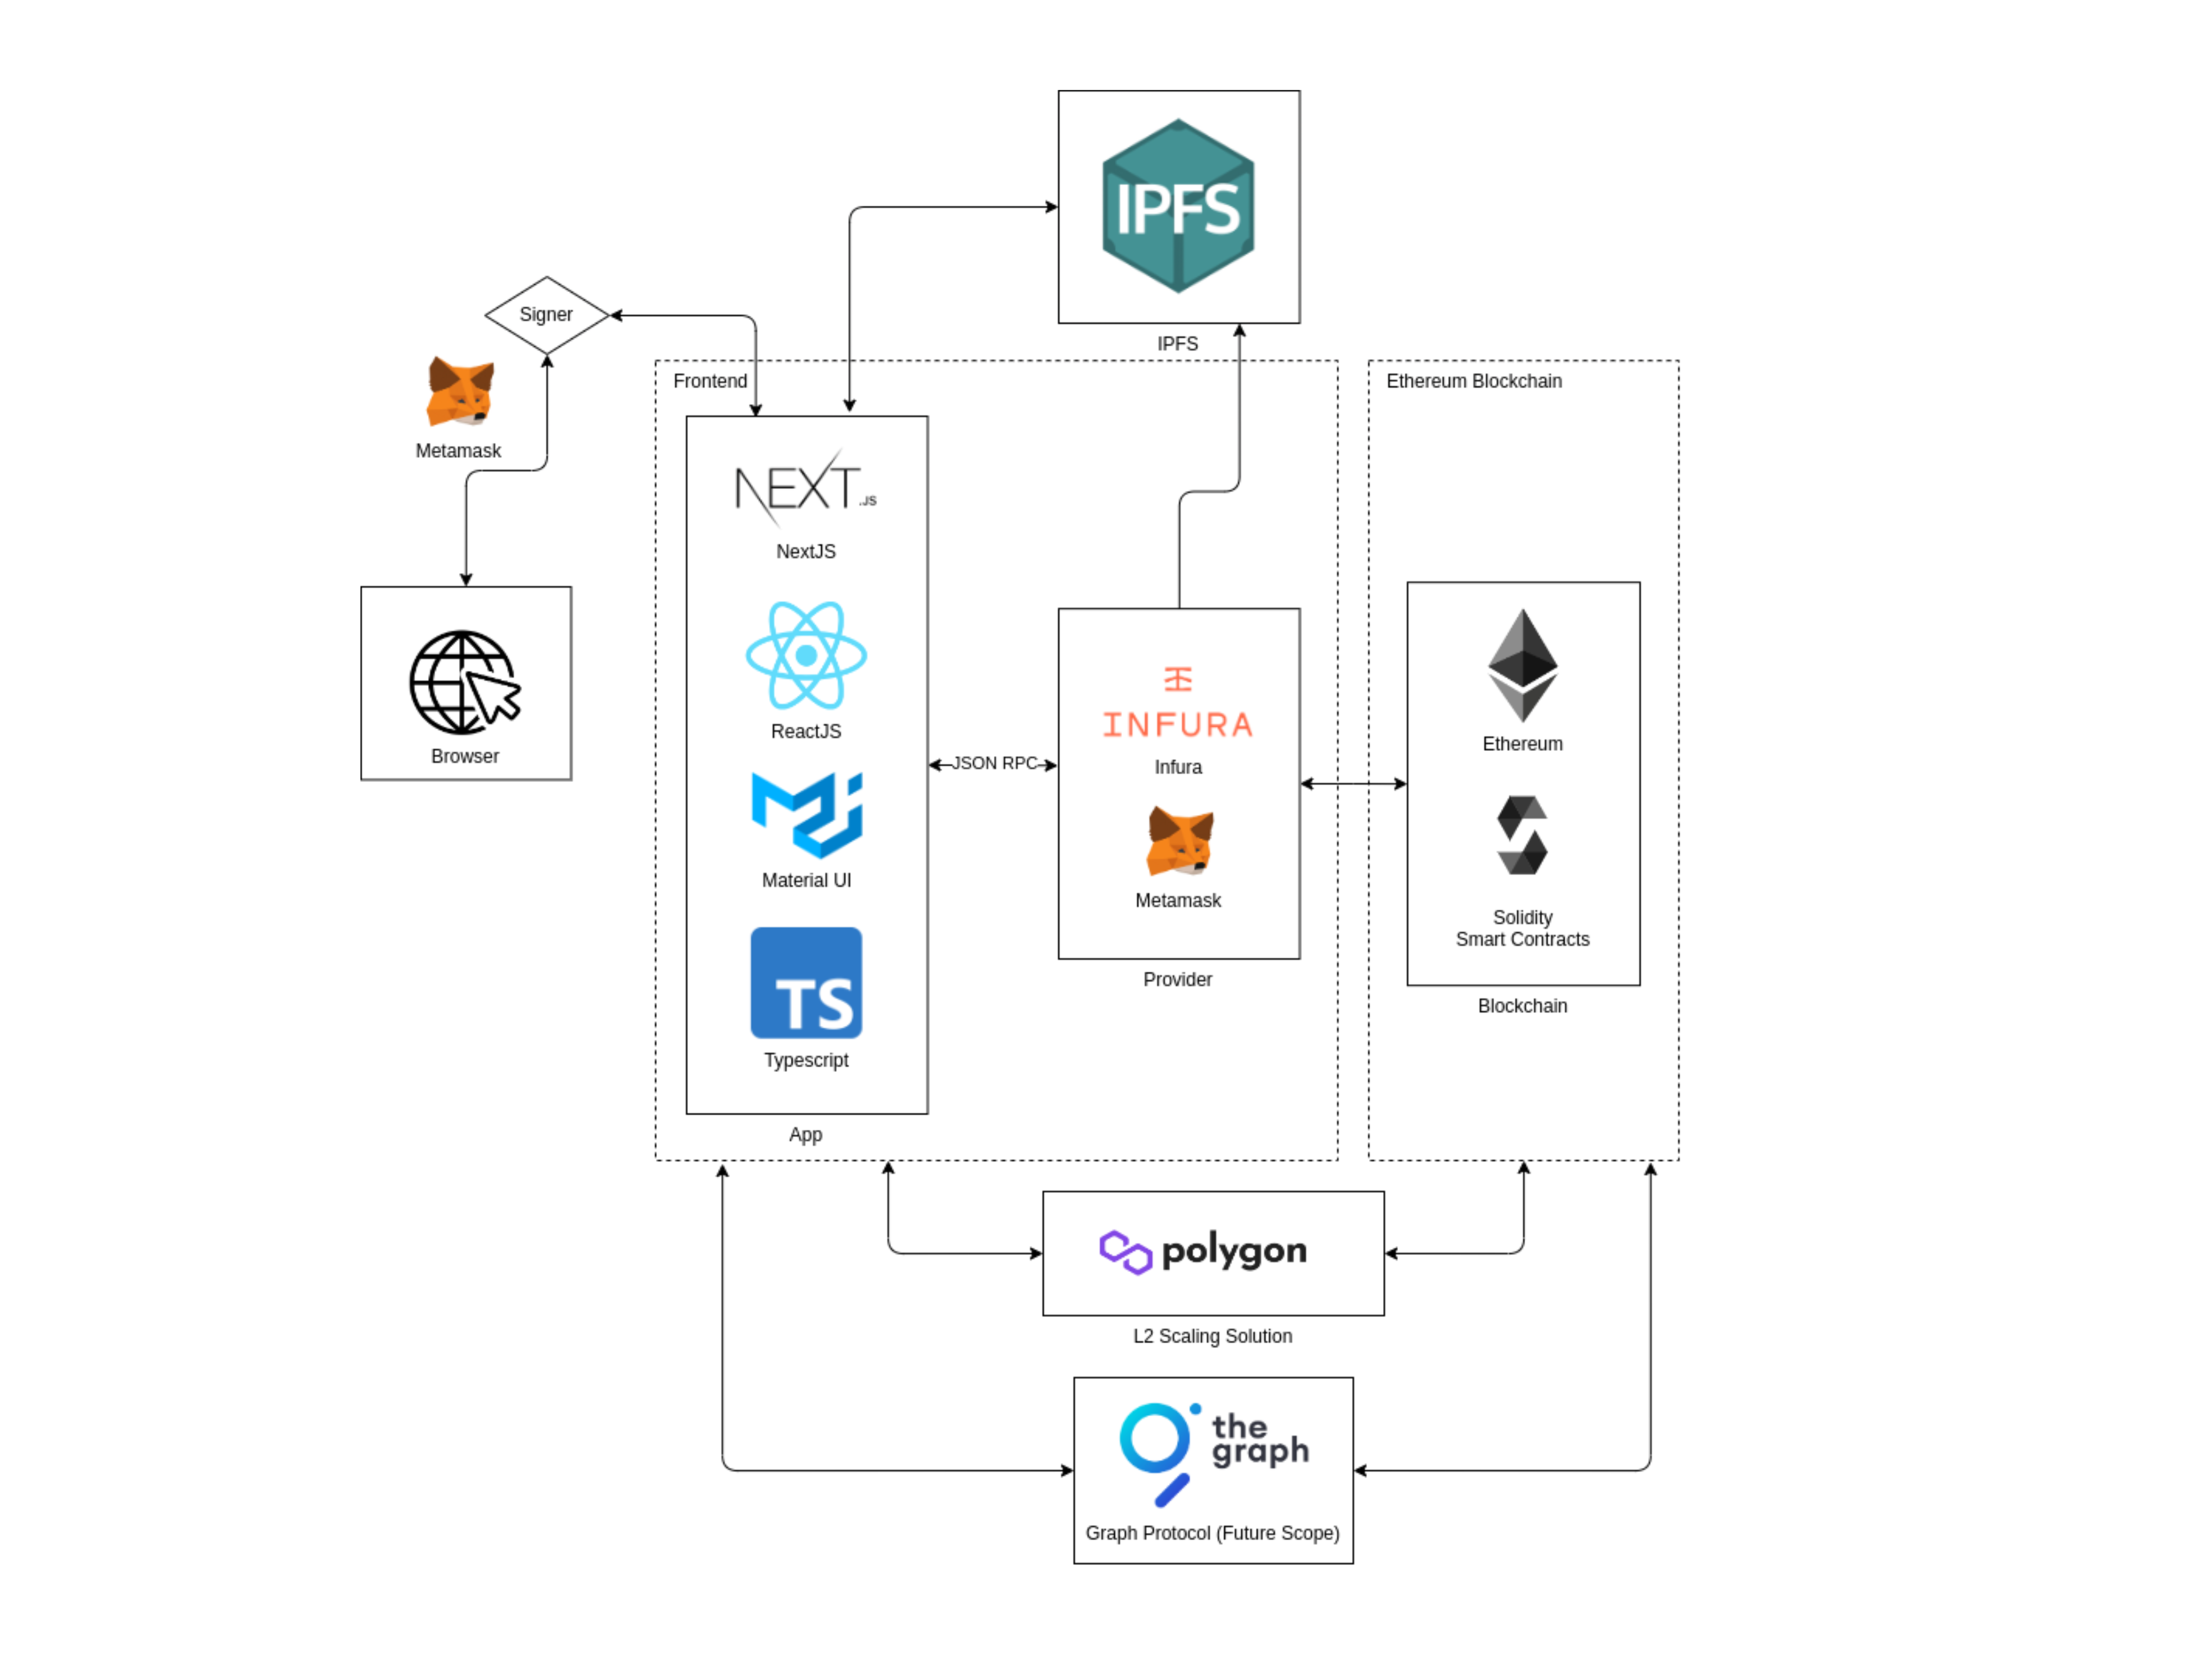 IPFS
IPFS
Signer
Metamask
Browser
Frontend
NEXT.JS
NextJS
ReactJS
Material UI
TS
Typescript
App
JSON RPC
INFURA
Infura
Metamask
Provider
Ethereum Blockchain
Ethereum
Solidity
Smart Contracts
Blockchain
polygon
L2 Scaling Solution
the
graph
Graph Protocol (Future Scope)